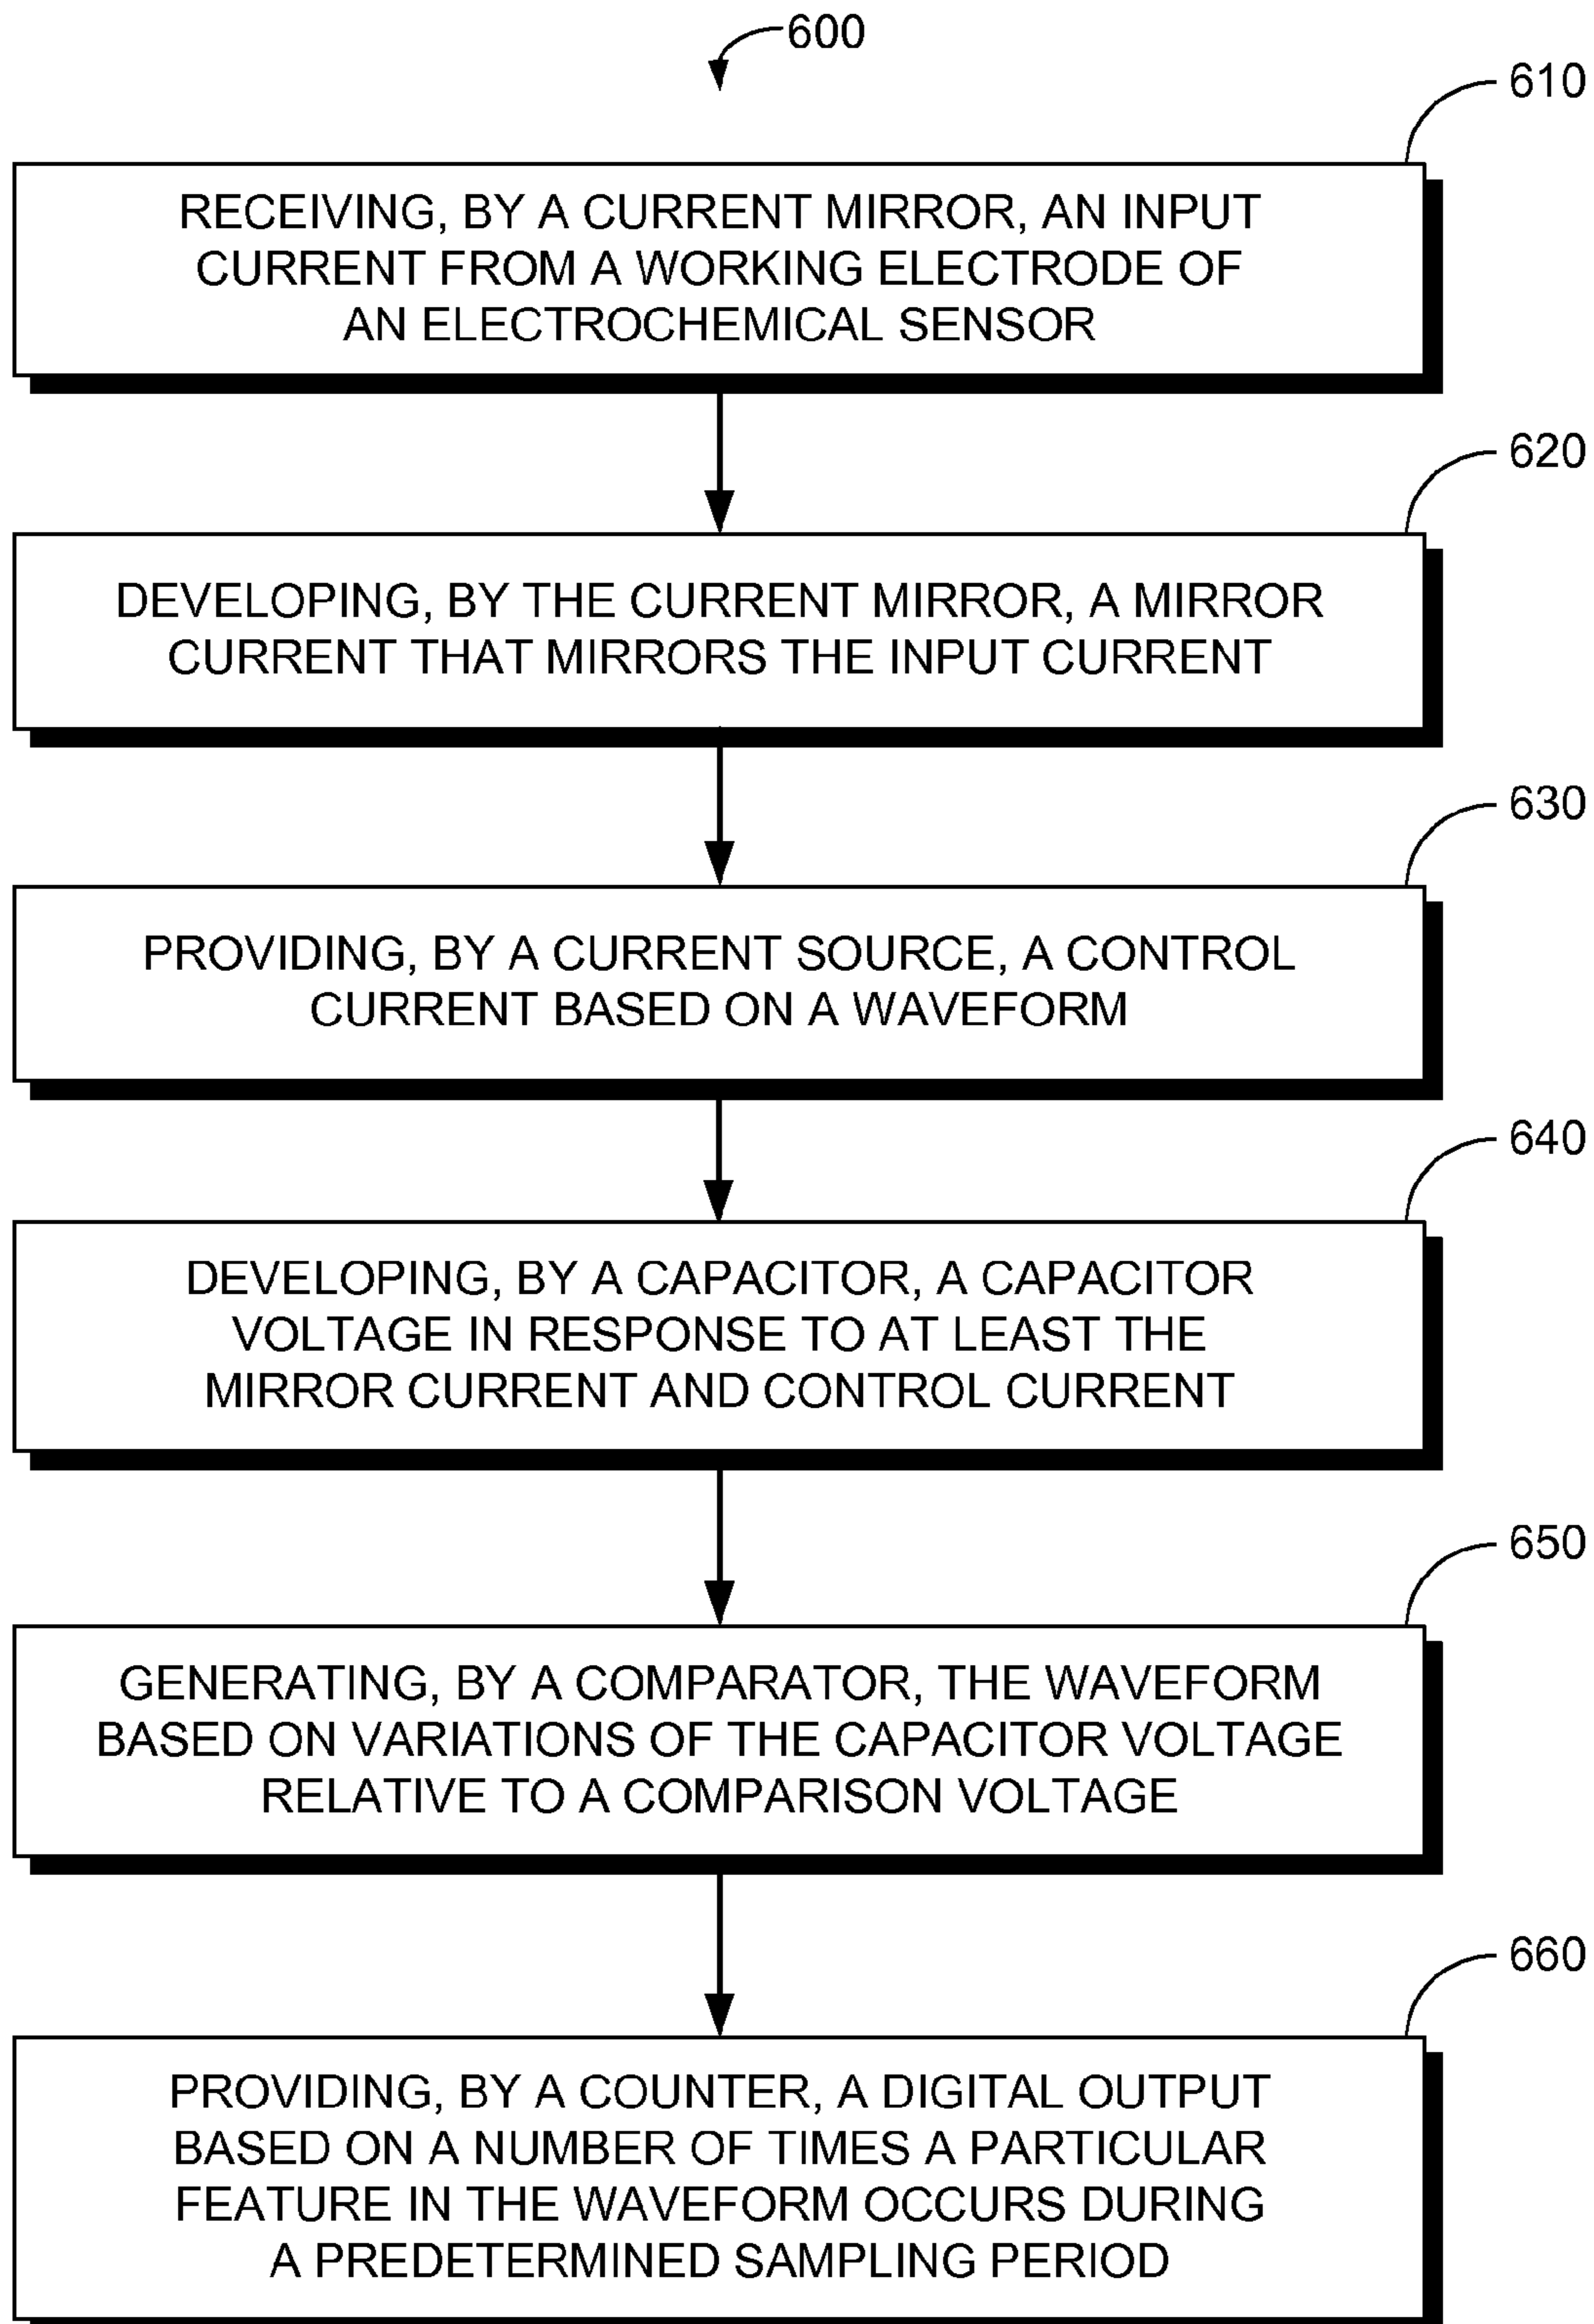 600
610
RECEIVING, BY A CURRENT MIRROR, AN INPUT
CURRENT FROM A WORKING ELECTRODE OF
AN ELECTROCHEMICAL SENSOR
620
DEVELOPING, BY THE CURRENT MIRROR, A MIRROR
CURRENT THAT MIRRORS THE INPUT CURRENT
630
PROVIDING, BY A CURRENT SOURCE, A CONTROL
CURRENT BASED ON A WAVEFORM
640
DEVELOPING, BY A CAPACITOR, A CAPACITOR
VOLTAGE IN RESPONSE TO AT LEAST THE
MIRROR CURRENT AND CONTROL CURRENT
650
GENERATING, BY A COMPARATOR, THE WAVEFORM
BASED ON VARIATIONS OF THE CAPACITOR VOLTAGE
RELATIVE TO A COMPARISON VOLTAGE
660
PROVIDING, BY A COUNTER, A DIGITAL OUTPUT
BASED ON A NUMBER OF TIMES A PARTICULAR
FEATURE IN THE WAVEFORM OCCURS DURING
A PREDETERMINED SAMPLING PERIOD